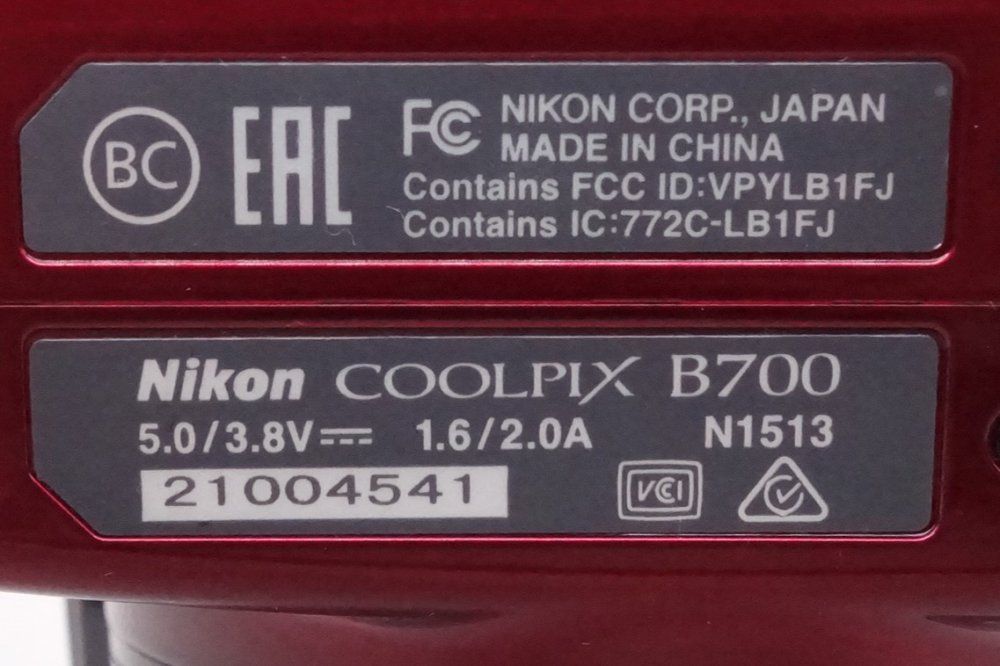 BC EAC FC NIKON CORP., JAPAN
MADE IN CHINA
Contains FCC ID:VPYLB1FJ
Contains IC:772C-LB1FJ
Nikon COOLPIX B700
5.0/3.8V⎓ 1.6/2.0A N1513
21004541 VCCI